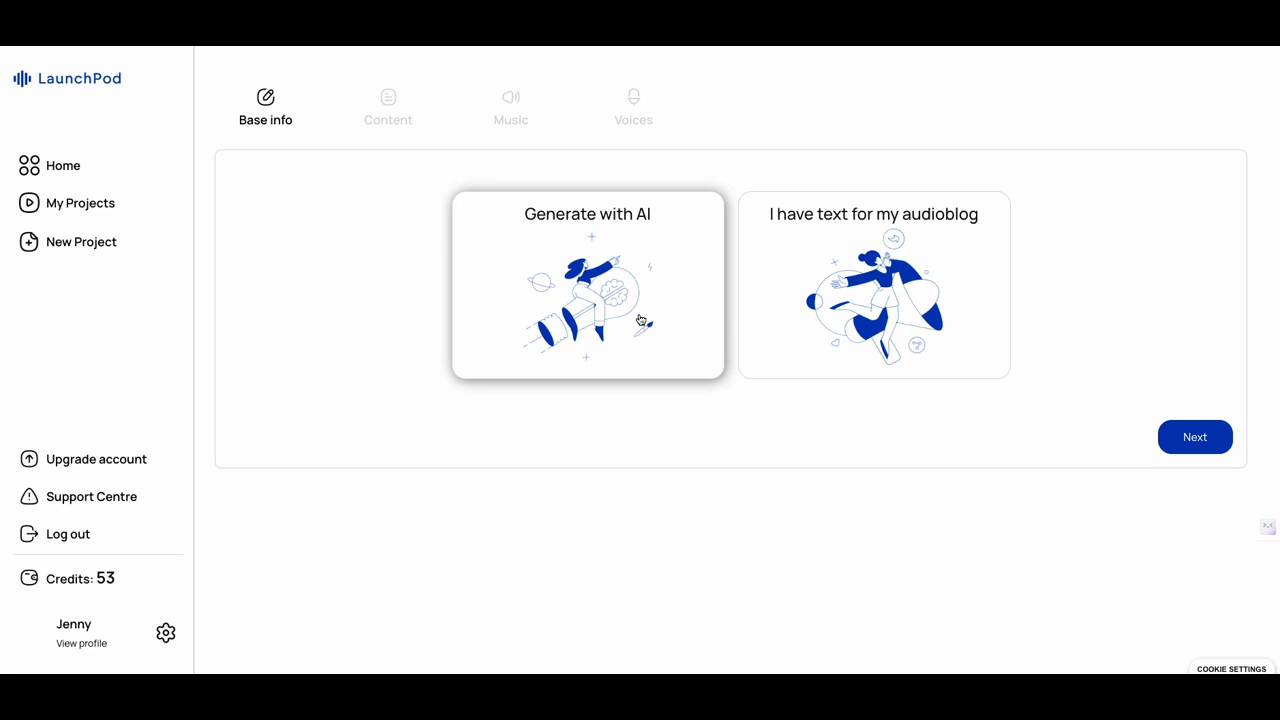 LaunchPod
Home
My Projects
New Project
Upgrade account
Support Centre
Log out
Credits: 53
Jenny
View profile
Base info
Content
Music
Voices
Generate with AI
I have text for my audioblog
Next
COOKIE SETTINGS